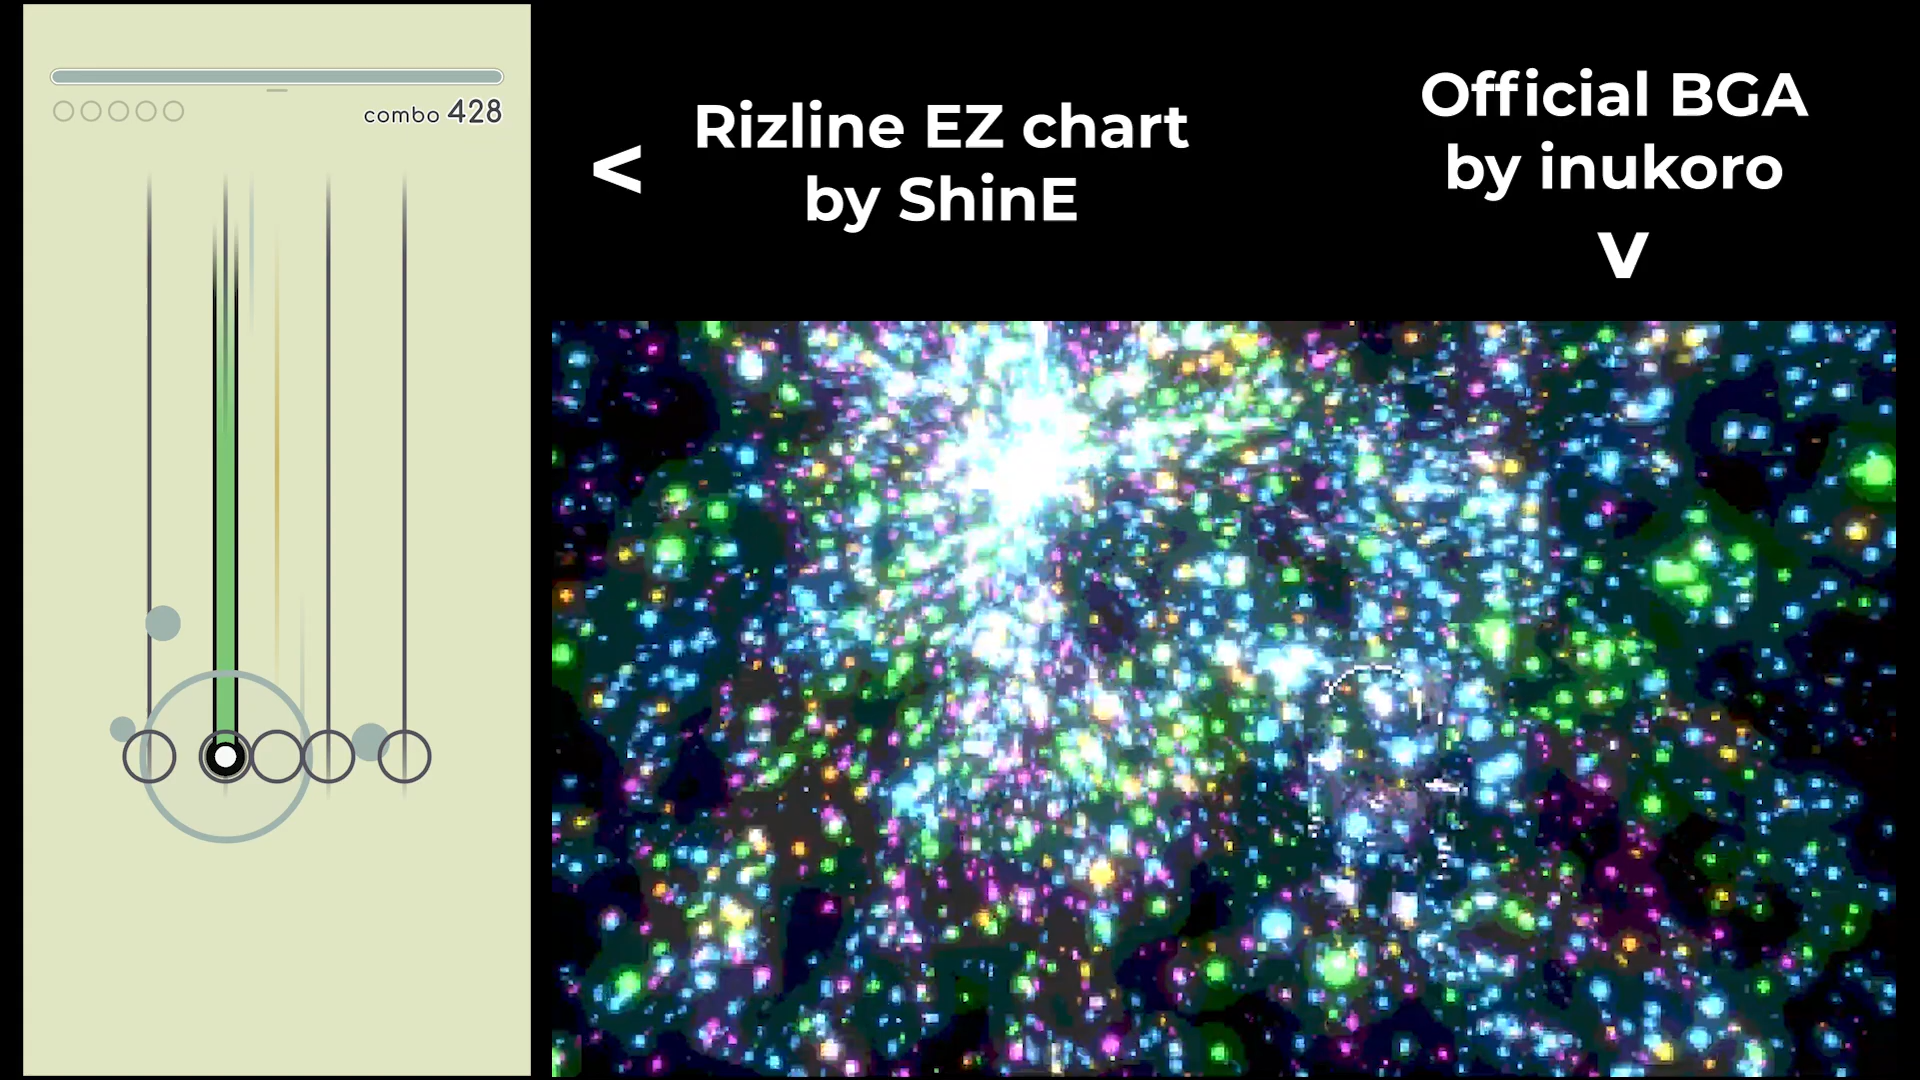 combo 428
<
Rizline EZ chart
by ShinE
Official BGA
by inukoro
v